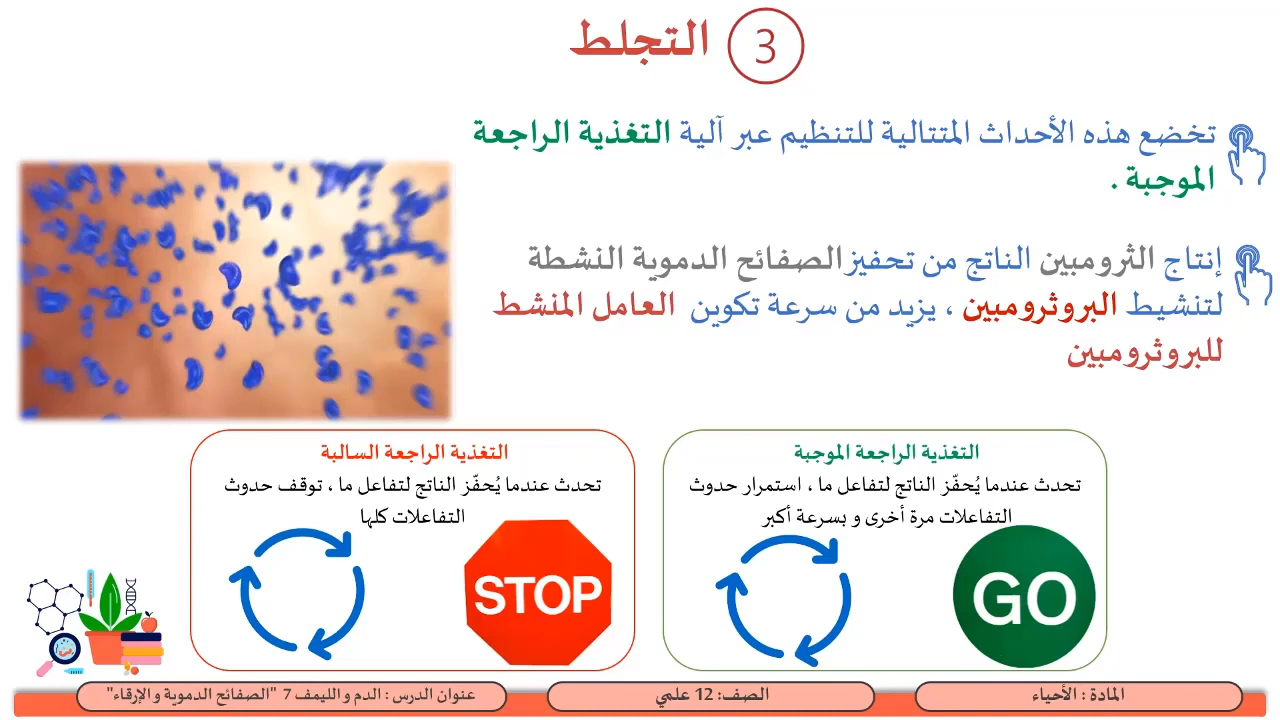 3 التجلط
تخضع هذه الأحداث المتتالية للتنظيم عبر آلية التغذية الراجعة
الموجبة .
إنتاج الثرومبين الناتج من تحفيز الصفائح الدموية النشطة
لتنشيط البروثرومبين ، يزيد من سرعة تكوين العامل المنشط
للبروثرومبين
التغذية الراجعة الموجبة
تحدث عندما يُحفّز الناتج لتفاعل ما ، استمرار حدوث
التفاعلات مرة أخرى و بسرعة أكبر
GO
التغذية الراجعة السالبة
تحدث عندما يُحفّز الناتج لتفاعل ما ، توقف حدوث
التفاعلات كلها
STOP
المادة : الأحياء
الصف: 12 علمي
عنوان الدرس : الدم و الليمف 7 "الصفائح الدموية و الإرقاء"